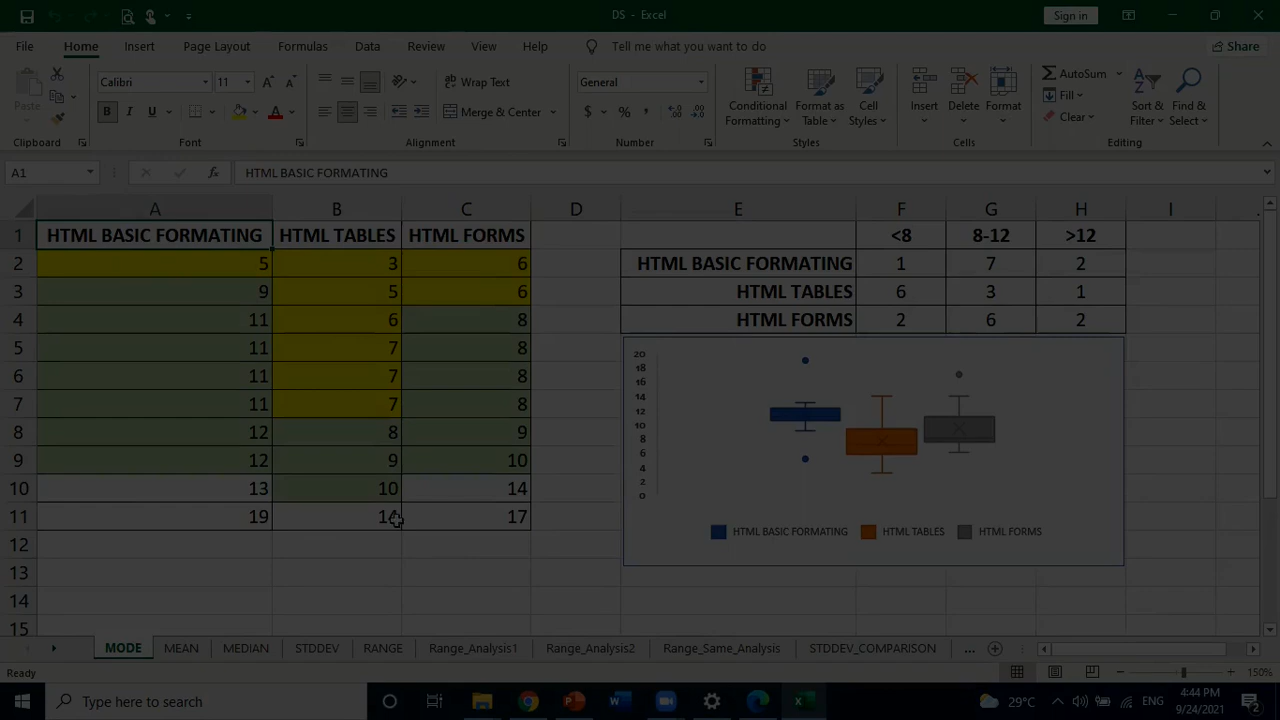 DS - Excel
Sign in
File Home Insert Page Layout Formulas Data Review View Help Tell me what you want to do Share
Paste Calibri 11 Wrap Text General Conditional Formatting Format as Table Cell Styles Insert Delete Format AutoSum Fill Clear Sort & Filter Find & Select
B I U A Merge & Center $ %
Clipboard Font Alignment Number Styles Cells Editing
A1 fx HTML BASIC FORMATING
A B C D E F G H I
1 HTML BASIC FORMATING HTML TABLES HTML FORMS <8 8-12 >12
2 5 3 6 HTML BASIC FORMATING 1 7 2
3 9 5 6 HTML TABLES 6 3 1
4 11 6 8 HTML FORMS 2 6 2
5 11 7 8
6 11 7 8
7 11 7 8
8 12 8 9
9 12 9 10
10 13 10 14
11 19 14 17
12
13
14
15
20
18
16
14
12
10
8
6
4
2
0
HTML BASIC FORMATING HTML TABLES HTML FORMS
MODE MEAN MEDIAN STDDEV RANGE Range_Analysis1 Range_Analysis2 Range_Same_Analysis STDDEV_COMPARISON ...
Ready 150%
Type here to search 29°C ENG 4:44 PM
9/24/2021 2